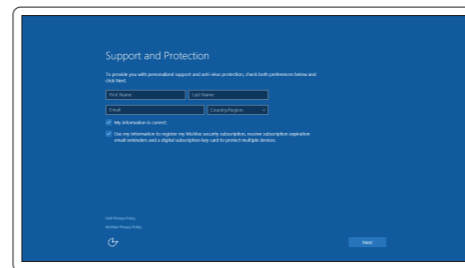 Support and Protection
To provide you with personalized support and anti-virus protection, check both preferences below and
click Next.
First Name
Last Name
Email
Country/Region
My information is correct.
Use my information to register my McAfee security subscription, receive subscription expiration
email reminders and a digital subscription key card to protect multiple devices.
Dell Privacy Policy
McAfee Privacy Policy
Next